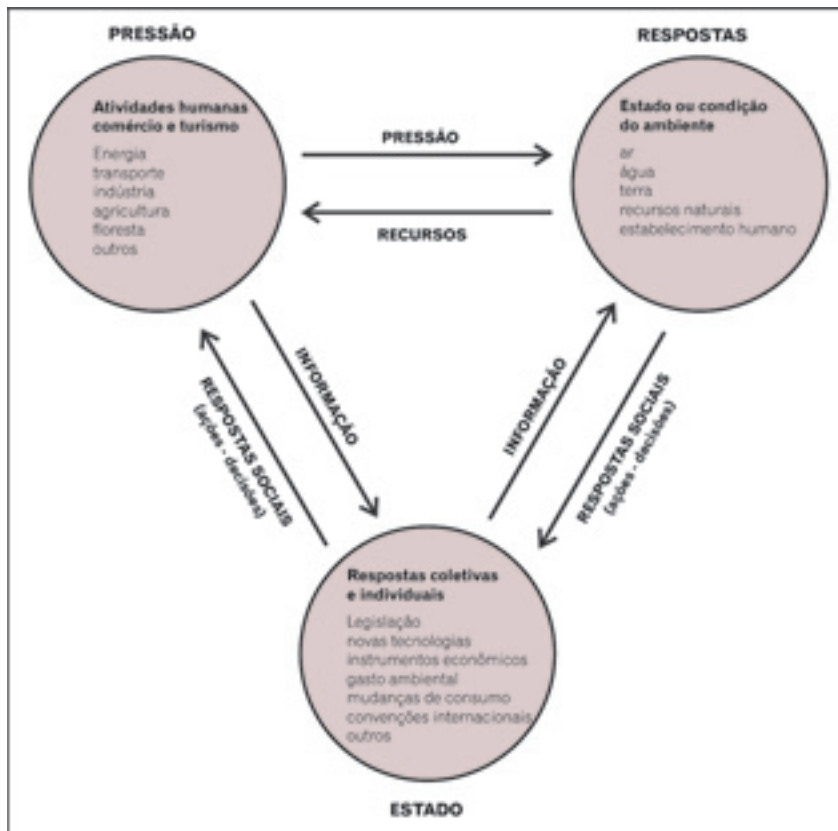 PRESSÃO
Atividades humanas
comércio e turismo
Energia
transporte
indústria
agricultura
floresta
outros
RESPOSTAS
Estado ou condição
do ambiente
ar
água
terra
recursos naturais
estabelecimento humano
PRESSÃO
RECURSOS
INFORMAÇÃO
RESPOSTAS SOCIAIS
(ações - decisões)
INFORMAÇÃO
RESPOSTAS SOCIAIS
(ações - decisões)
Respostas coletivas
e individuais
Legislação
novas tecnologias
instrumentos econômicos
gasto ambiental
mudanças de consumo
convenções internacionais
outros
ESTADO